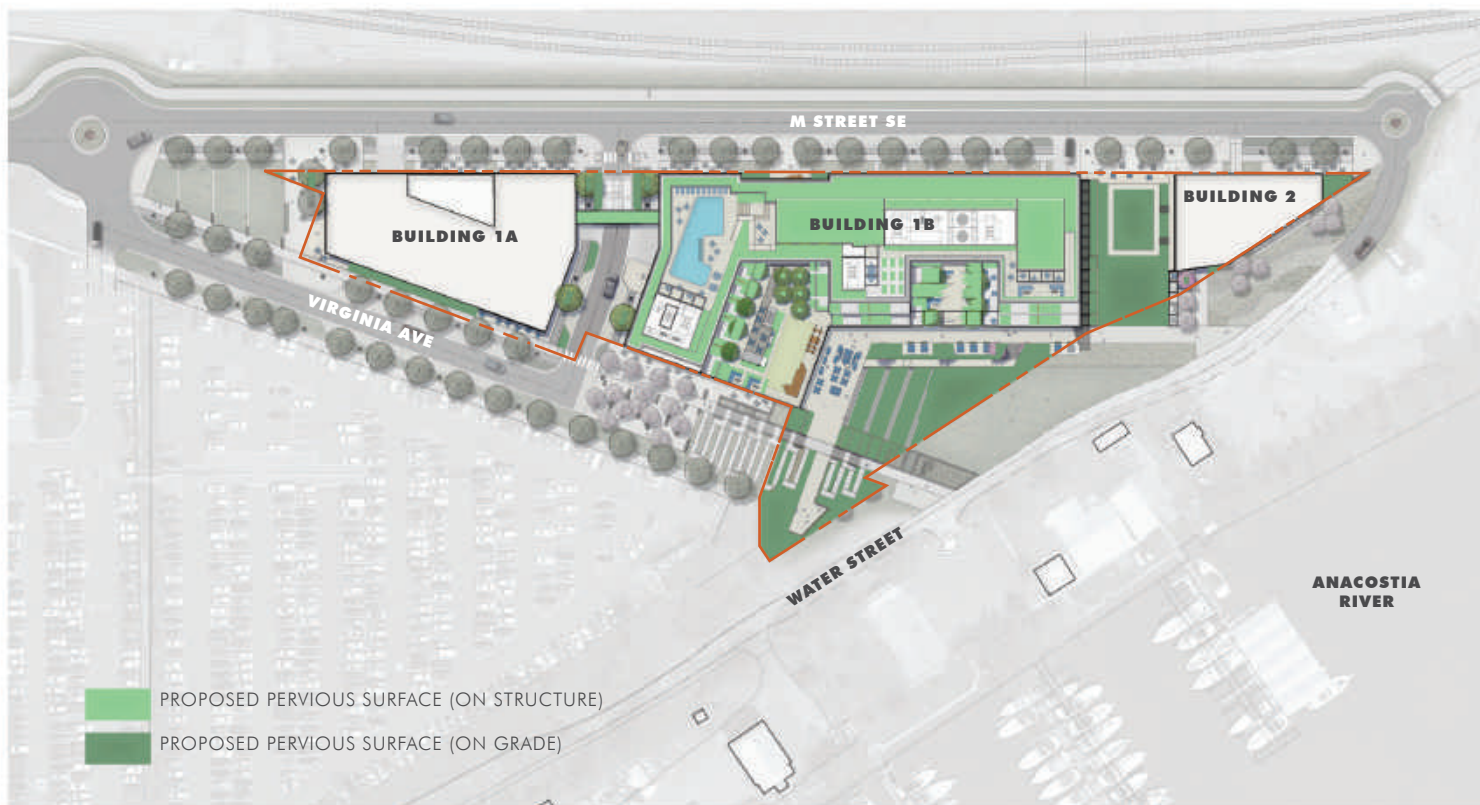 M STREET SE
BUILDING 1A
BUILDING 1B
BUILDING 2
VIRGINIA AVE
WATER STREET
ANACOSTIA
RIVER
PROPOSED PERVIOUS SURFACE (ON STRUCTURE)
PROPOSED PERVIOUS SURFACE (ON GRADE)